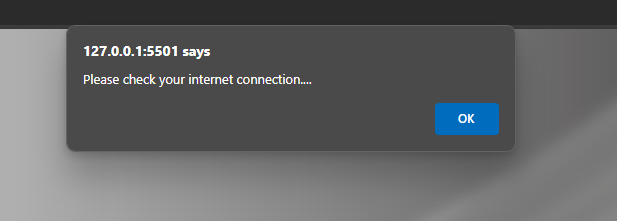 127.0.0.1:5501 says
Please check your internet connection....
OK